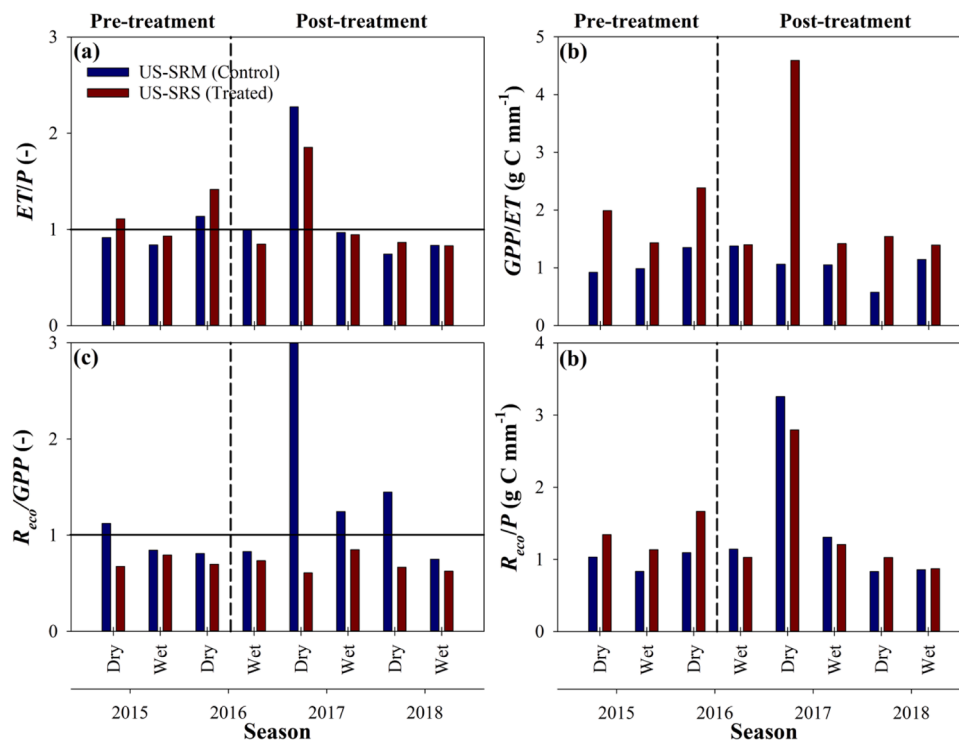 Pre-treatment Post-treatment Pre-treatment Post-treatment
(a)
US-SRM (Control)
US-SRS (Treated)
3
2
1
0
ET/P (-)
(b)
5
4
3
2
1
0
GPP/ET (g C mm⁻¹)
(c)
3
2
1
0
R_eco/GPP (-)
Dry Wet Dry Wet Dry Wet Dry Wet
2015 2016 2017 2018
Season
(b)
4
3
2
1
0
R_eco/P (g C mm⁻¹)
Dry Wet Dry Wet Dry Wet Dry Wet
2015 2016 2017 2018
Season